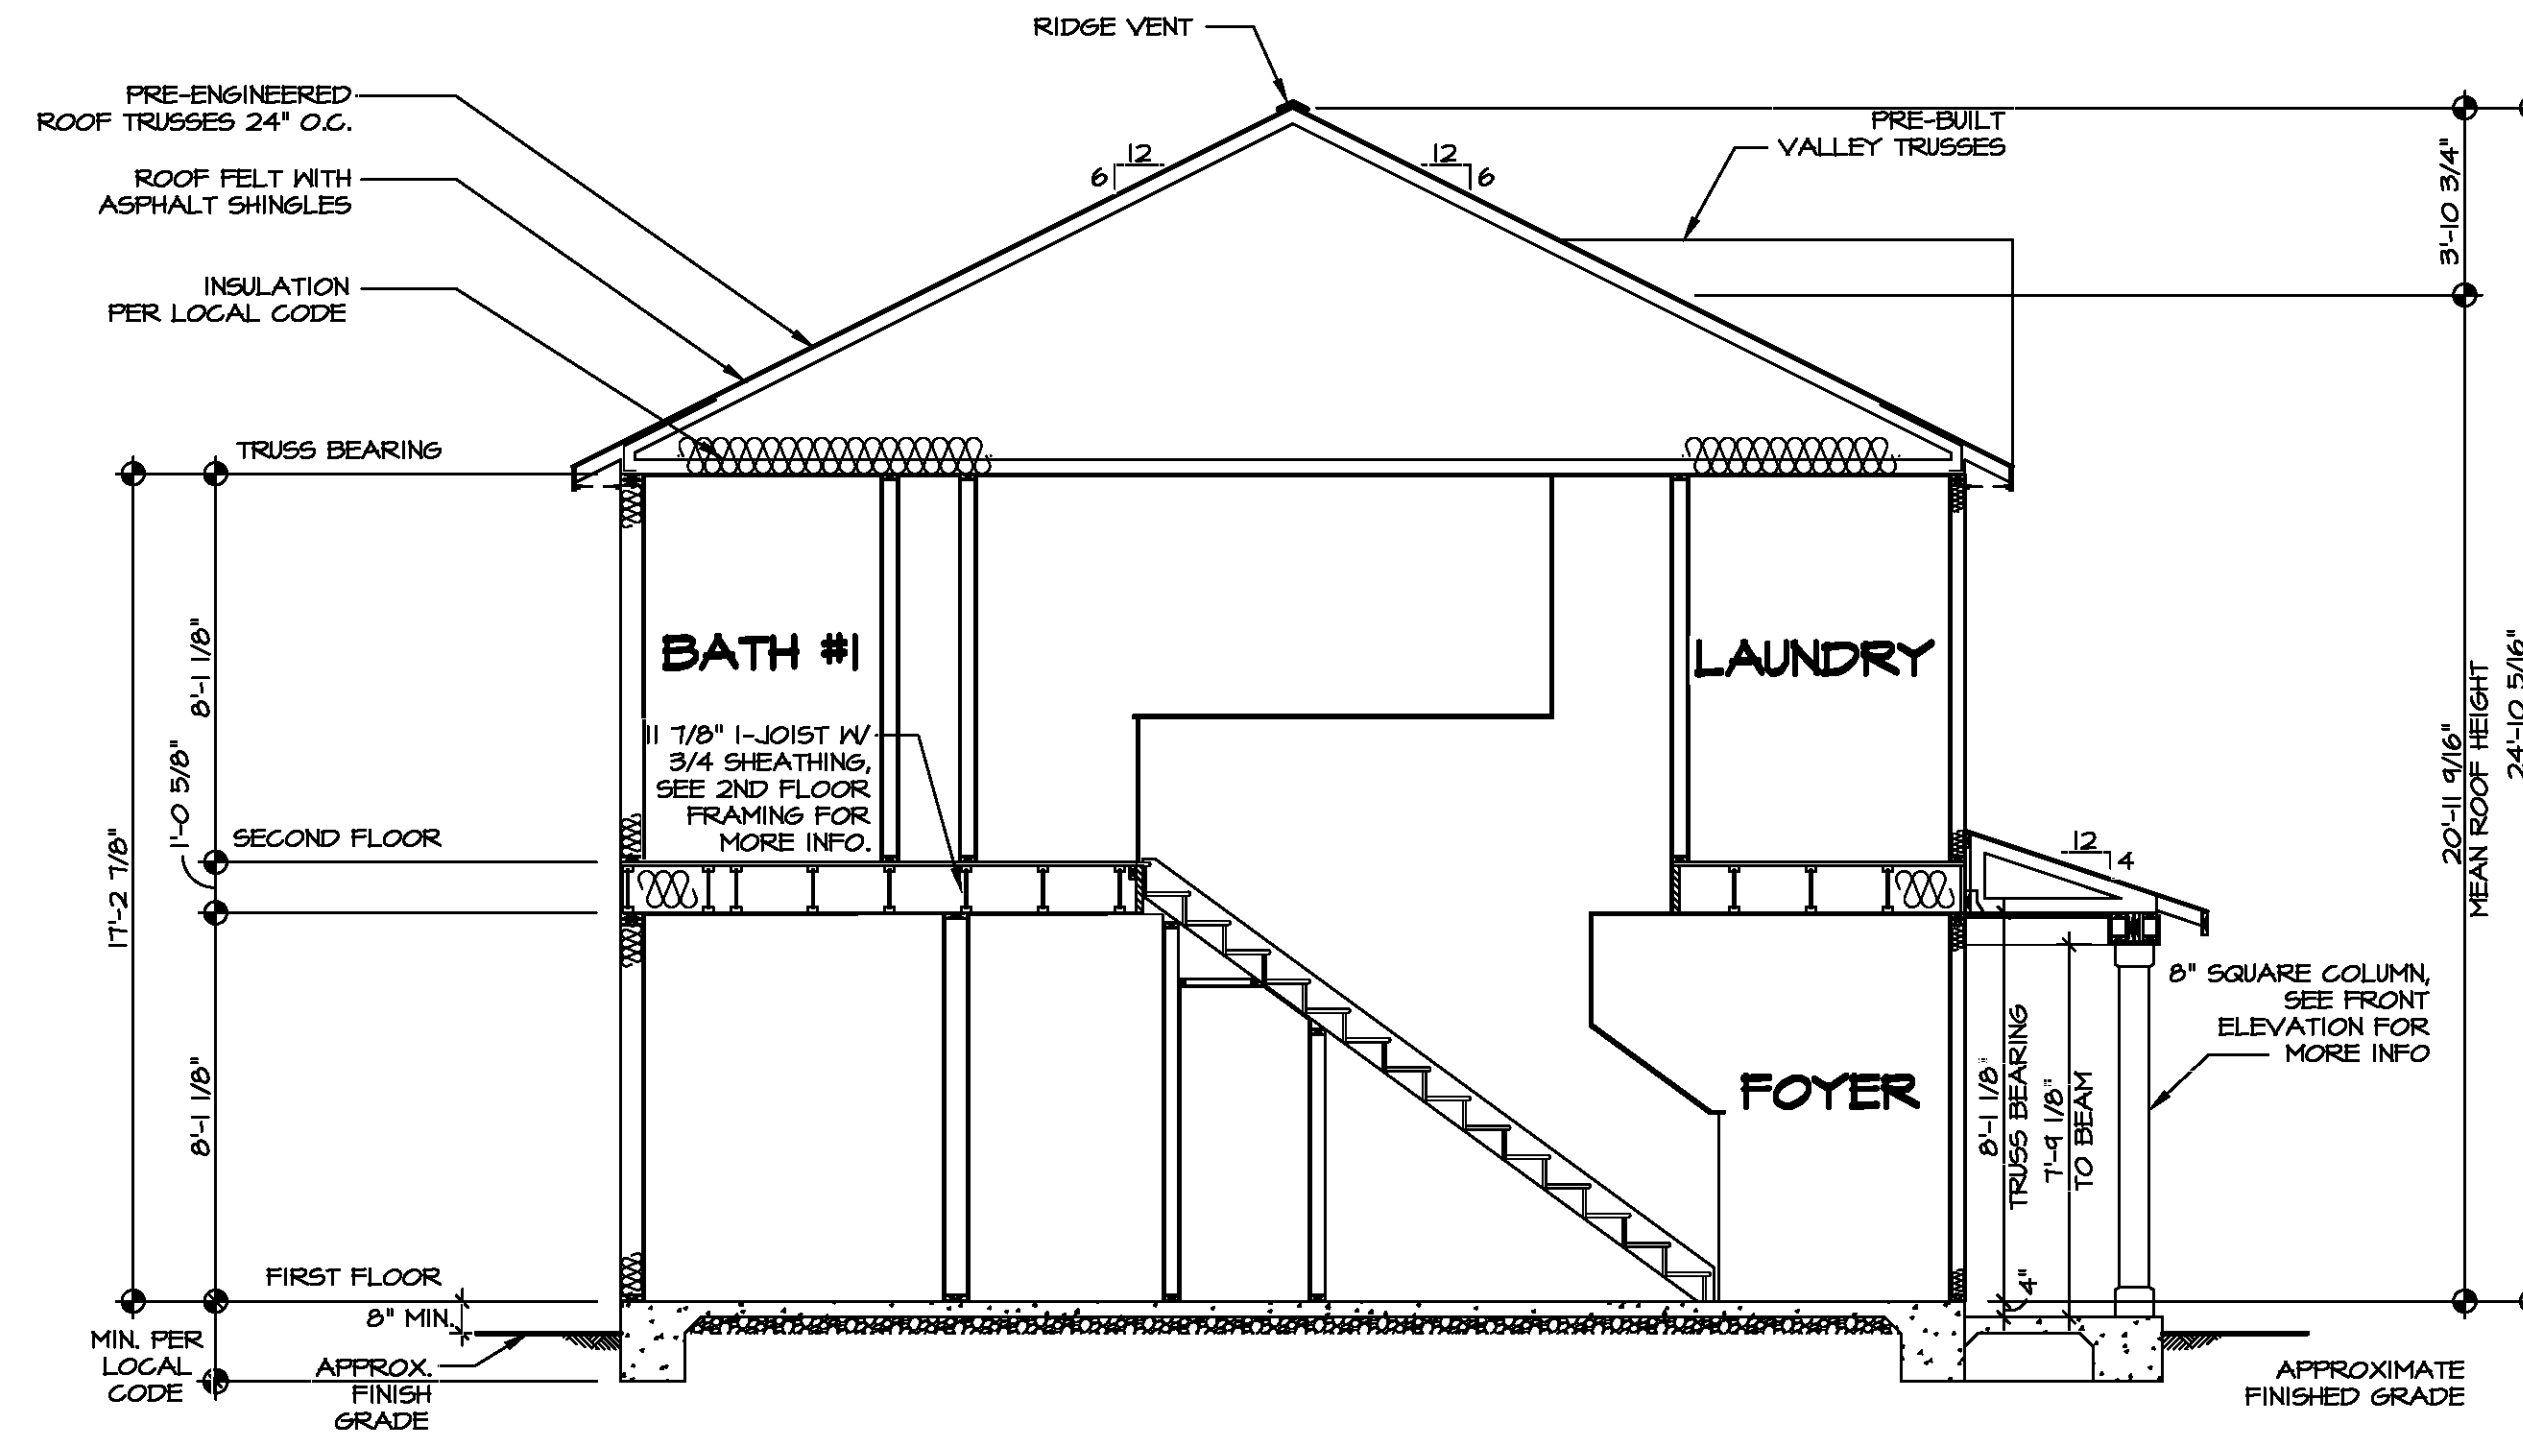 RIDGE VENT
PRE-ENGINEERED
ROOF TRUSSES 24" O.C.
PRE-BUILT
VALLEY TRUSSES
12
6
12
6
ROOF FELT WITH
ASPHALT SHINGLES
3'-10 3/4"
INSULATION
PER LOCAL CODE
TRUSS BEARING
8'-1 1/8"
BATH #1
LAUNDRY
11 7/8" I-JOIST W/
3/4 SHEATHING,
SEE 2ND FLOOR
FRAMING FOR
MORE INFO.
1'-0 5/8"
SECOND FLOOR
17'-2 7/8"
12
4
20'-11 9/16"
MEAN ROOF HEIGHT
24'-10 5/16"
8" SQUARE COLUMN,
SEE FRONT
ELEVATION FOR
MORE INFO
8'-1 1/8"
FOYER
8'-1 1/8"
TRUSS BEARING
7'-9 1/8"
TO BEAM
4"
FIRST FLOOR
8" MIN.
MIN. PER
LOCAL
CODE
APPROX.
FINISH
GRADE
APPROXIMATE
FINISHED GRADE